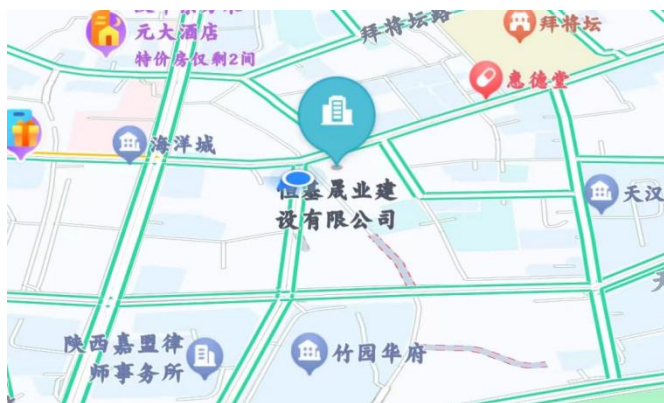 元大酒店
特价房仅剩2间
拜将坛路
拜将坛
惠德堂
海洋城
恒基晟业建
设有限公司
天汉
陕西嘉盟律
师事务所
竹园华府